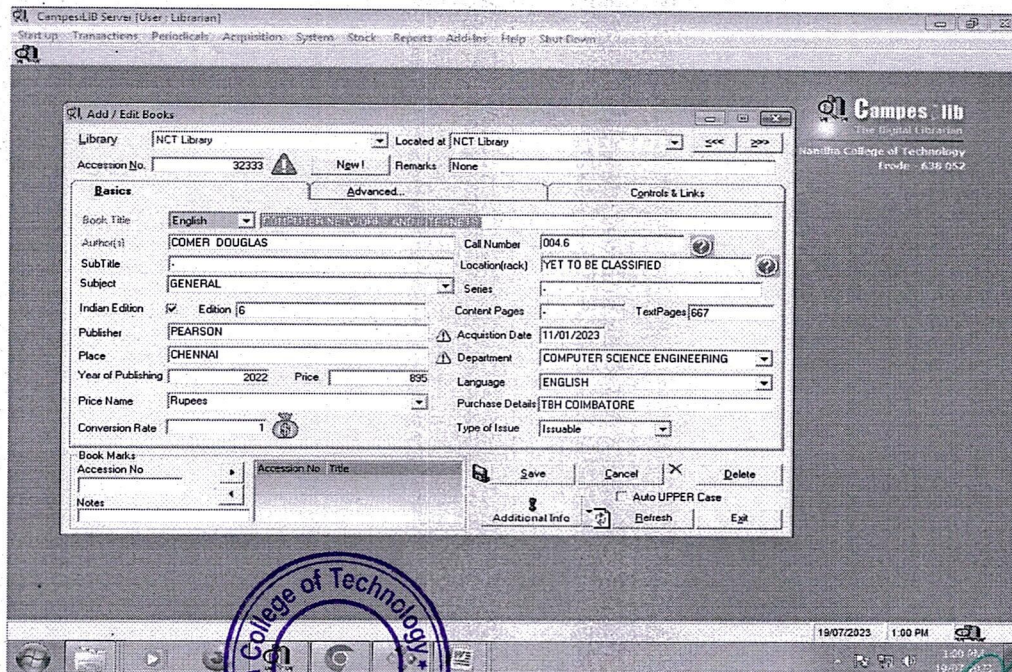 CampesiLIB Server [User : Librarian]
Start up Transactions Periodicals Acquisition System Stock Reports Add-Ins Help Shut Down
Campes lib
The Digital Librarian
Nandha College of Technology
Erode - 638 052
Add / Edit Books
Library NCT Library Located at NCT Library <<< >>>
Accession No. 32333 New! Remarks None
Basics Advanced... Controls & Links
Book Title English COMPUTER NETWORKS AND INTERNETS
Author(s) COMER DOUGLAS Call Number 004.6
SubTitle - Location(rack) YET TO BE CLASSIFIED
Subject GENERAL Series -
Indian Edition Edition 6 Content Pages - TextPages 667
Publisher PEARSON Acquistion Date 11/01/2023
Place CHENNAI Department COMPUTER SCIENCE ENGINEERING
Year of Publishing 2022 Price 895 Language ENGLISH
Price Name Rupees Purchase Details TBH COIMBATORE
Conversion Rate 1 Type of Issue Issuable
Book Marks
Accession No Accession No Title Save Cancel Delete
Notes Auto UPPER Case
Additional Info Refresh Exit
College of Technology
19/07/2023 1:00 PM
1:00 PM